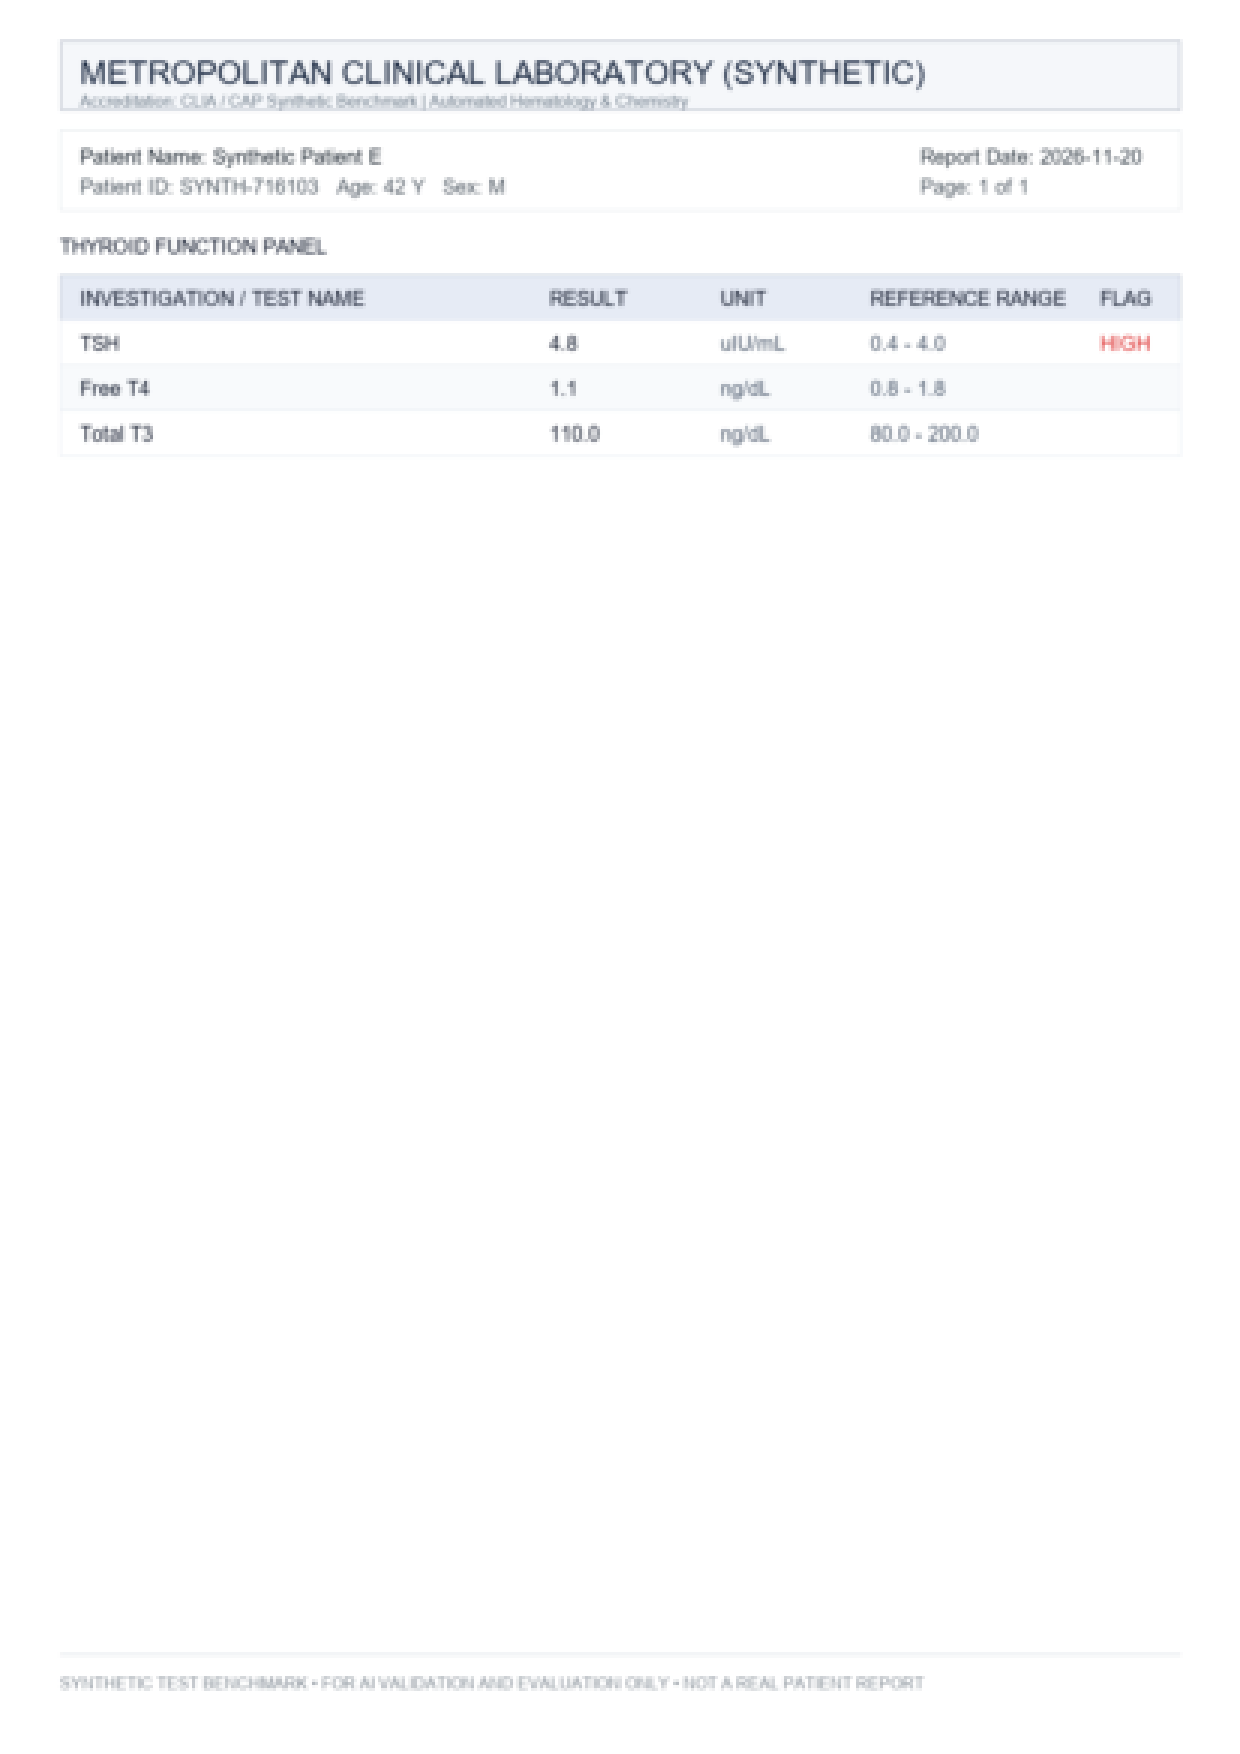 METROPOLITAN CLINICAL LABORATORY (SYNTHETIC)
Accreditation: CLIA / CAP Synthetic Benchmark | Automated Hematology & Chemistry
Patient Name: Synthetic Patient E Report Date: 2026-11-20
Patient ID: SYNTH-716103 Age: 42 Y Sex: M Page: 1 of 1
THYROID FUNCTION PANEL
INVESTIGATION / TEST NAME RESULT UNIT REFERENCE RANGE FLAG
TSH 4.8 uIU/mL 0.4 - 4.0 HIGH
Free T4 1.1 ng/dL 0.8 - 1.8
Total T3 110.0 ng/dL 80.0 - 200.0
SYNTHETIC TEST BENCHMARK • FOR AI VALIDATION AND EVALUATION ONLY • NOT A REAL PATIENT REPORT